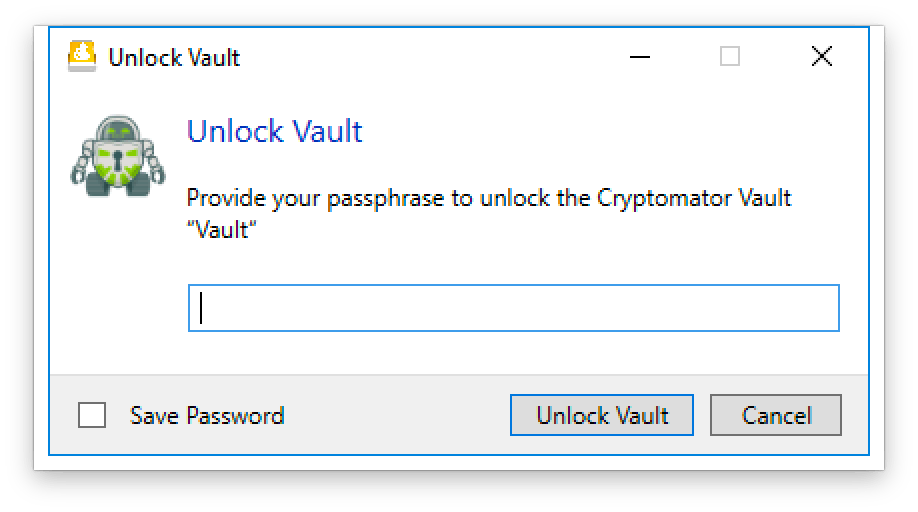 Unlock Vault
Unlock Vault
Provide your passphrase to unlock the Cryptomator Vault
“Vault“
Save Password
Unlock Vault
Cancel